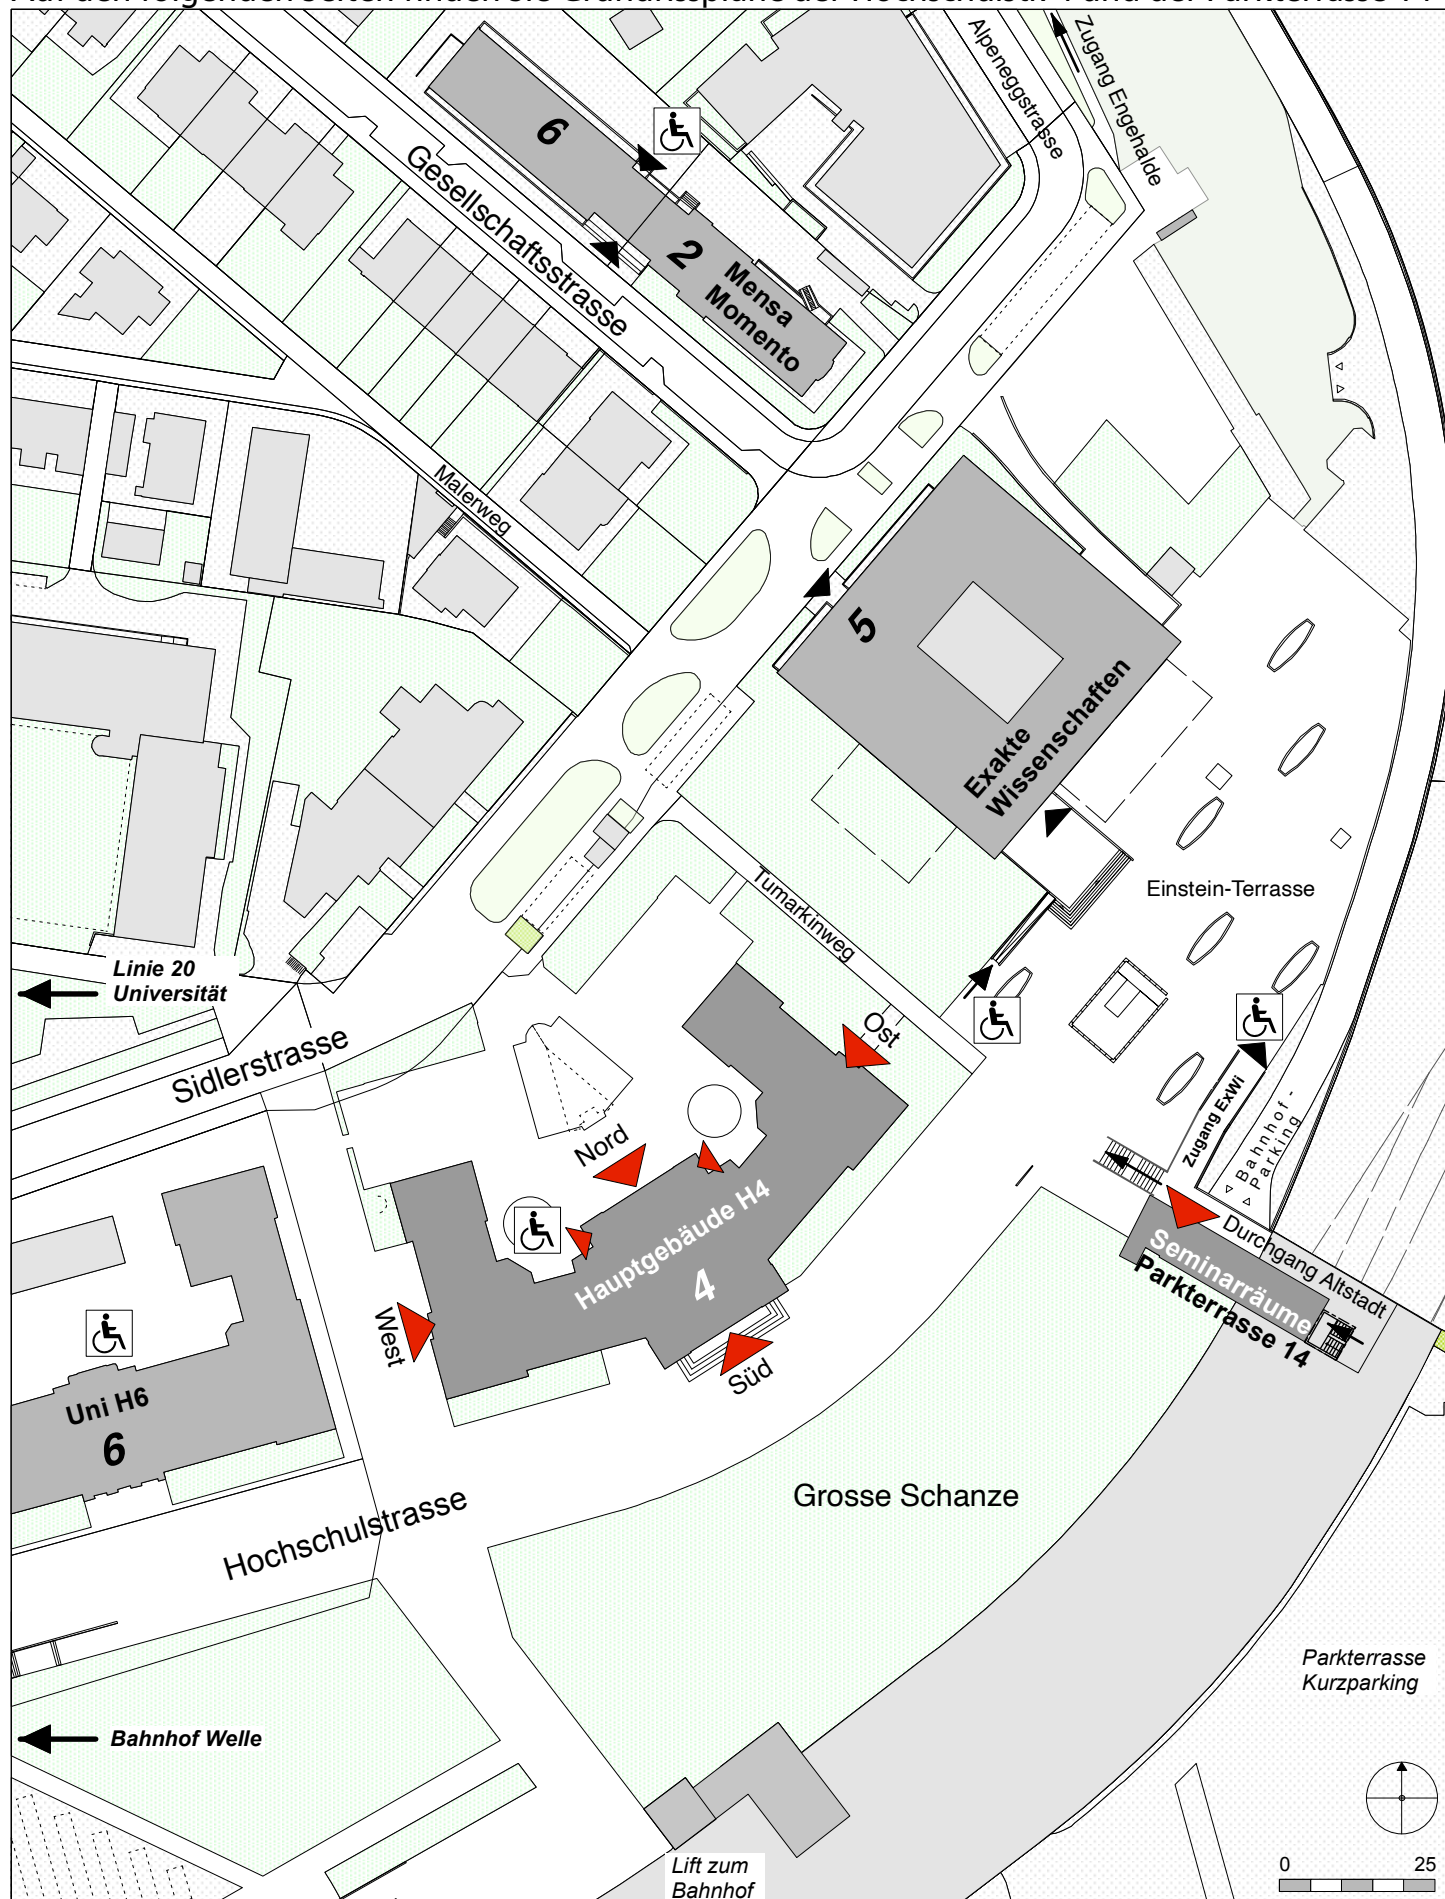 Alpeneggstrasse
Zugang Engehalde
6
Gesellschaftsstrasse
2
Mensa
Momento
Malerweg
5
Exakte
Wissenschaften
Einstein-Terrasse
Tumarkinweg
Linie 20
Universität
Sidlerstrasse
Ost
Nord
Zugang ExWi
Bahnhof-
Parking
Hauptgebäude H4
4
Durchgang Altstadt
Seminarräume
Parkterrasse 14
West
Süd
Uni H6
6
Hochschulstrasse
Grosse Schanze
Parkterrasse
Kurzparking
Bahnhof Welle
Lift zum
Bahnhof
0 25